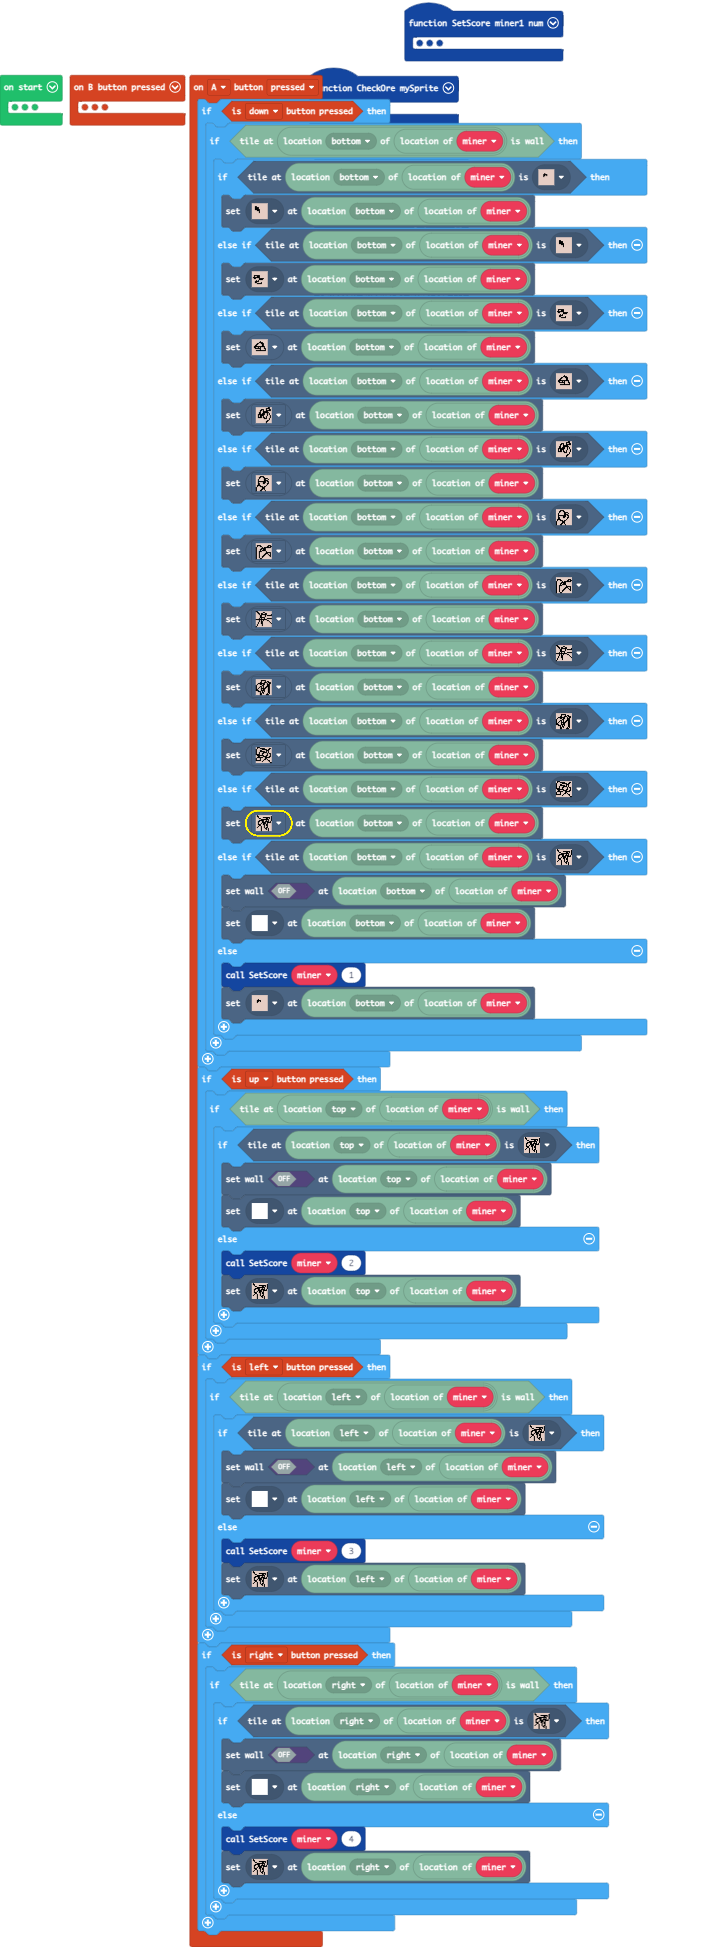 function SetScore miner1 num
on start
on B button pressed
on A button pressed
nction CheckOre mySprite
if is down button pressed then
if tile at location bottom of location of miner is wall then
if tile at location bottom of location of miner is then
set at location bottom of location of miner
else if tile at location bottom of location of miner is then
set at location bottom of location of miner
else if tile at location bottom of location of miner is then
set at location bottom of location of miner
else if tile at location bottom of location of miner is then
set at location bottom of location of miner
else if tile at location bottom of location of miner is then
set at location bottom of location of miner
else if tile at location bottom of location of miner is then
set at location bottom of location of miner
else if tile at location bottom of location of miner is then
set at location bottom of location of miner
else if tile at location bottom of location of miner is then
set at location bottom of location of miner
else if tile at location bottom of location of miner is then
set at location bottom of location of miner
else if tile at location bottom of location of miner is then
set at location bottom of location of miner
else if tile at location bottom of location of miner is then
set wall OFF at location bottom of location of miner
set at location bottom of location of miner
else
call SetScore miner 1
set at location bottom of location of miner
if is up button pressed then
if tile at location top of location of miner is wall then
if tile at location top of location of miner is then
set wall OFF at location top of location of miner
set at location top of location of miner
else
call SetScore miner 2
set at location top of location of miner
if is left button pressed then
if tile at location left of location of miner is wall then
if tile at location left of location of miner is then
set wall OFF at location left of location of miner
set at location left of location of miner
else
call SetScore miner 3
set at location left of location of miner
if is right button pressed then
if tile at location right of location of miner is wall then
if tile at location right of location of miner is then
set wall OFF at location right of location of miner
set at location right of location of miner
else
call SetScore miner 4
set at location right of location of miner